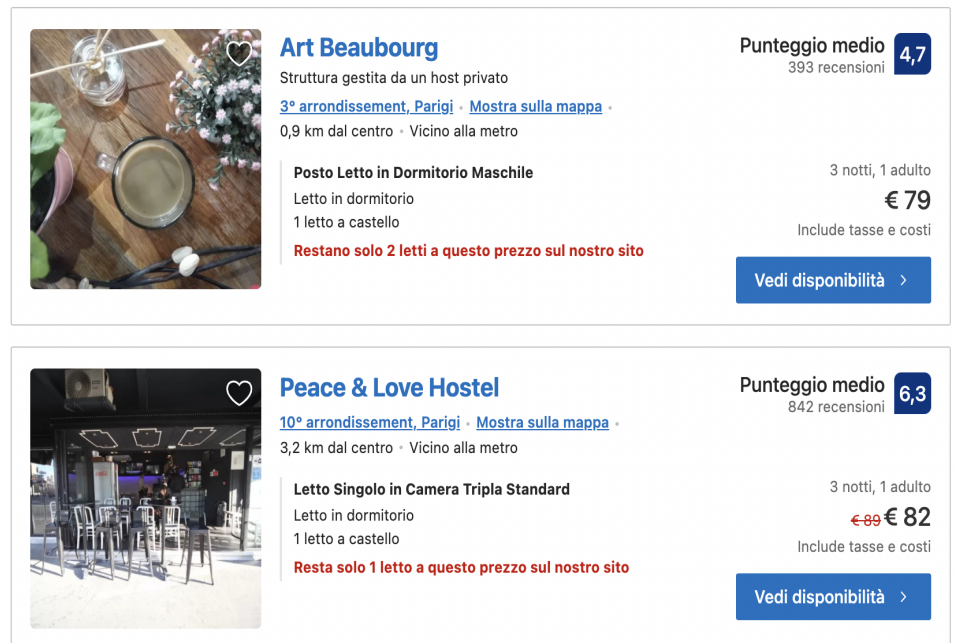 Art Beaubourg
Struttura gestita da un host privato
3° arrondissement, Parigi • Mostra sulla mappa •
0,9 km dal centro • Vicino alla metro
Posto Letto in Dormitorio Maschile
Letto in dormitorio
1 letto a castello
Restano solo 2 letti a questo prezzo sul nostro sito
Punteggio medio 4,7
393 recensioni
3 notti, 1 adulto
€ 79
Include tasse e costi
Vedi disponibilità
Peace & Love Hostel
10° arrondissement, Parigi • Mostra sulla mappa •
3,2 km dal centro • Vicino alla metro
Letto Singolo in Camera Tripla Standard
Letto in dormitorio
1 letto a castello
Resta solo 1 letto a questo prezzo sul nostro sito
Punteggio medio 6,3
842 recensioni
3 notti, 1 adulto
€ 89 € 82
Include tasse e costi
Vedi disponibilità